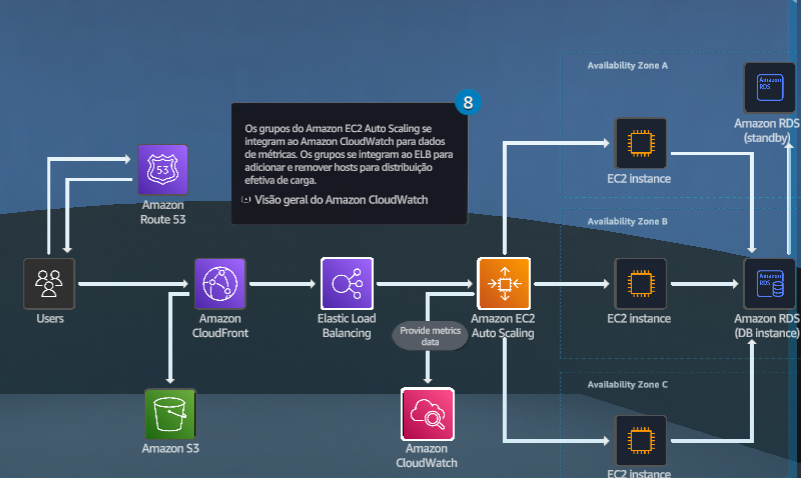 Availability Zone A
Amazon
RDS
Amazon RDS
(standby)
8
Os grupos do Amazon EC2 Auto Scaling se
integram ao Amazon CloudWatch para dados
de métricas. Os grupos se integram ao ELB para
adicionar e remover hosts para distribuição
efetiva de carga.
Visão geral do Amazon CloudWatch
53
Amazon
Route 53
EC2 instance
Availability Zone B
Users
Amazon
CloudFront
Elastic Load
Balancing
Amazon EC2
Auto Scaling
EC2 instance
Amazon
RDS
Amazon RDS
(DB instance)
Provide metrics
data
Availability Zone C
Amazon S3
Amazon
CloudWatch
EC2 instance